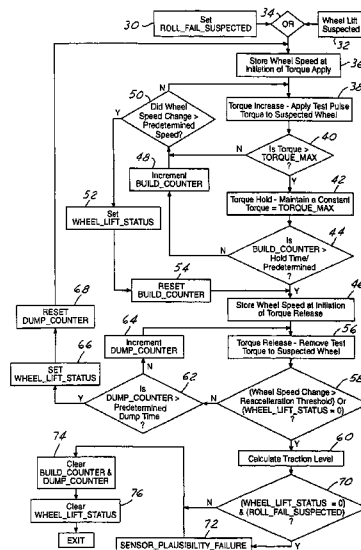 30
Set
ROLL_FAIL_SUSPECTED
34
OR
Wheel Lift
Suspected
32
Store Wheel Speed at
Initiation of Torque Apply
36
50
Did Wheel
Speed Change >
Predetermined
Speed?
N
Y
38
Torque Increase - Apply Test Pulse
Torque to Suspected Wheel
40
Is Torque >
TORQUE_MAX
?
N
Y
48
Increment
BUILD_COUNTER
42
Torque Hold - Maintain a Constant
Torque = TORQUE_MAX
52
Set
WHEEL_LIFT_STATUS
44
Is
BUILD_COUNTER >
Hold Time/
Predetermined
?
N
Y
54
RESET
BUILD_COUNTER
46
Store Wheel Speed at Initiation
of Torque Release
68
RESET
DUMP_COUNTER
64
Increment
DUMP_COUNTER
56
Torque Release - Remove Test
Torque to Suspected Wheel
66
SET
WHEEL_LIFT_STATUS
62
Is
DUMP_COUNTER >
Predetermined
Dump Time
?
N
Y
58
(Wheel Speed Change >
Reacceleration Threshold) Or
(WHEEL_LIFT_STATUS = 0)
?
N
Y
60
Calculate Traction Level
74
Clear
BUILD_COUNTER &
DUMP_COUNTER
70
(WHEEL_LIFT_STATUS = 0)
& (ROLL_FAIL_SUSPECTED)
?
N
Y
76
Clear
WHEEL_LIFT_STATUS
72
SENSOR_PLAUSIBILITY_FAILURE
EXIT